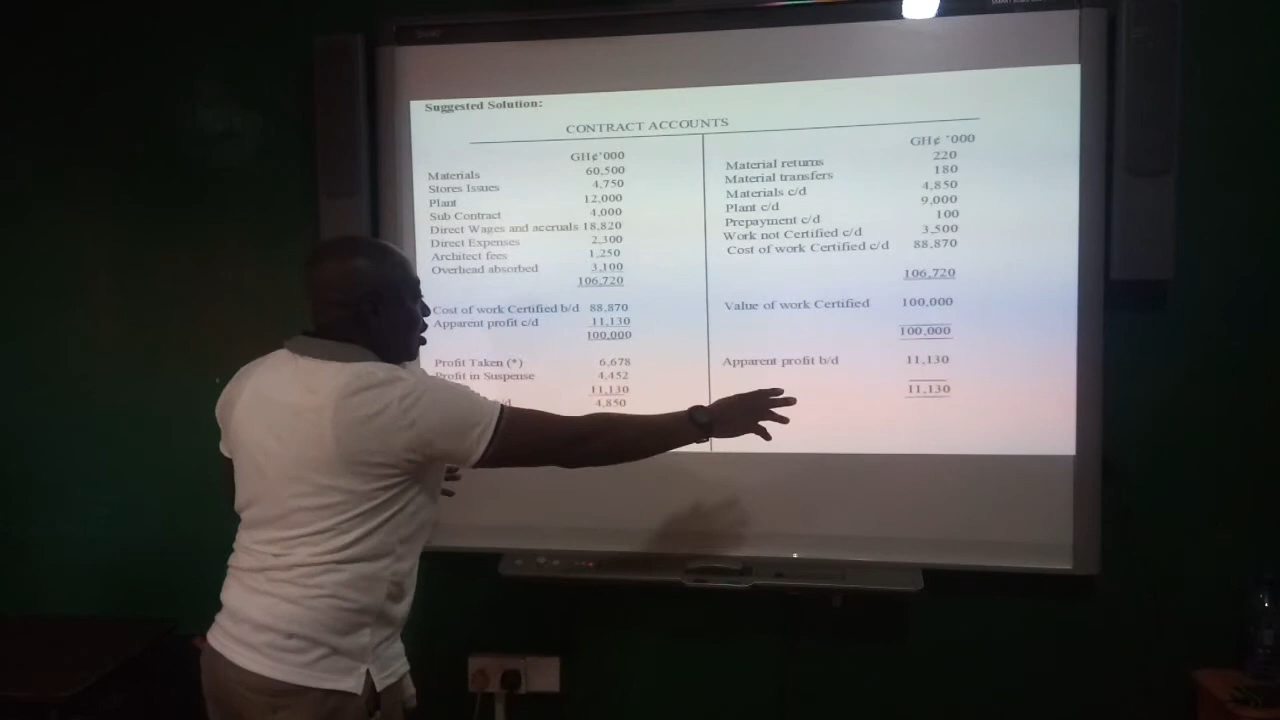 Suggested Solution:
CONTRACT ACCOUNTS
GH¢'000
Materials 60,500
Stores Issues 4,750
Plant 12,000
Sub Contract 4,000
Direct Wages and accruals 18,820
Direct Expenses 2,300
Architect fees 1,250
Overhead absorbed 3,100
106,720
Cost of work Certified b/d 88,870
Apparent profit c/d 11,130
100,000
Profit Taken (*) 6,678
Profit in Suspense 4,452
11,130
4,850
GH¢ '000
Material returns 220
Material transfers 180
Materials c/d 4,850
Plant c/d 9,000
Prepayment c/d 100
Work not Certified c/d 3,500
Cost of work Certified c/d 88,870
106,720
Value of work Certified 100,000
100,000
Apparent profit b/d 11,130
11,130